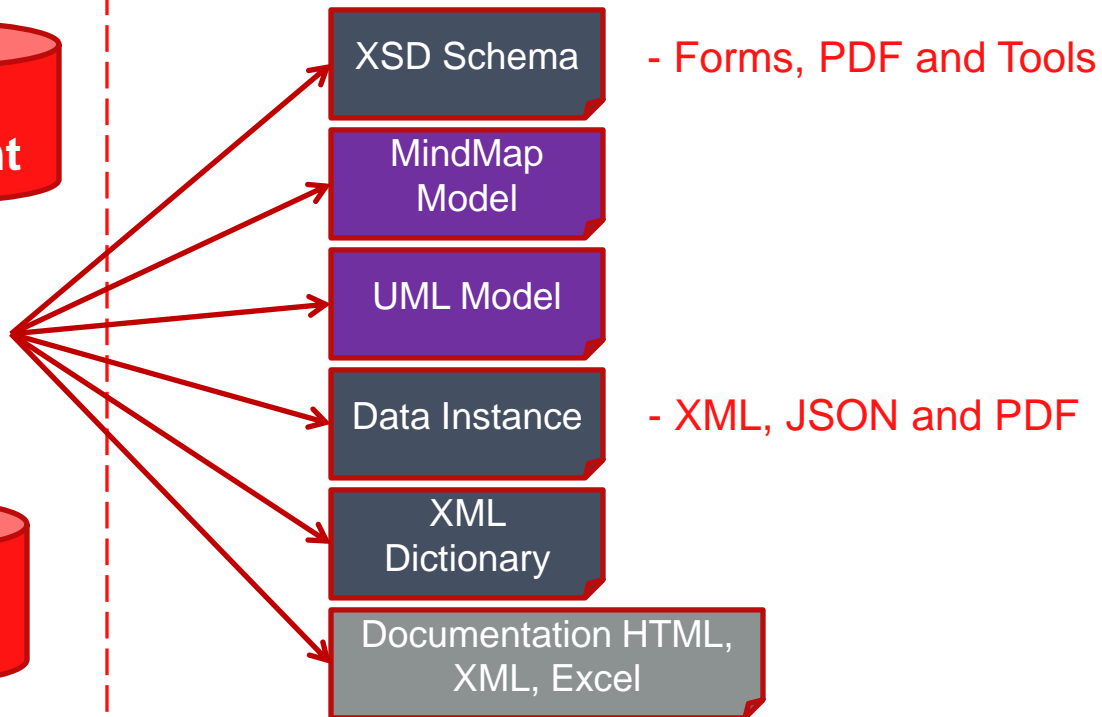 XSD Schema
- Forms, PDF and Tools
MindMap
Model
UML Model
Data Instance
- XML, JSON and PDF
XML
Dictionary
Documentation HTML,
XML, Excel